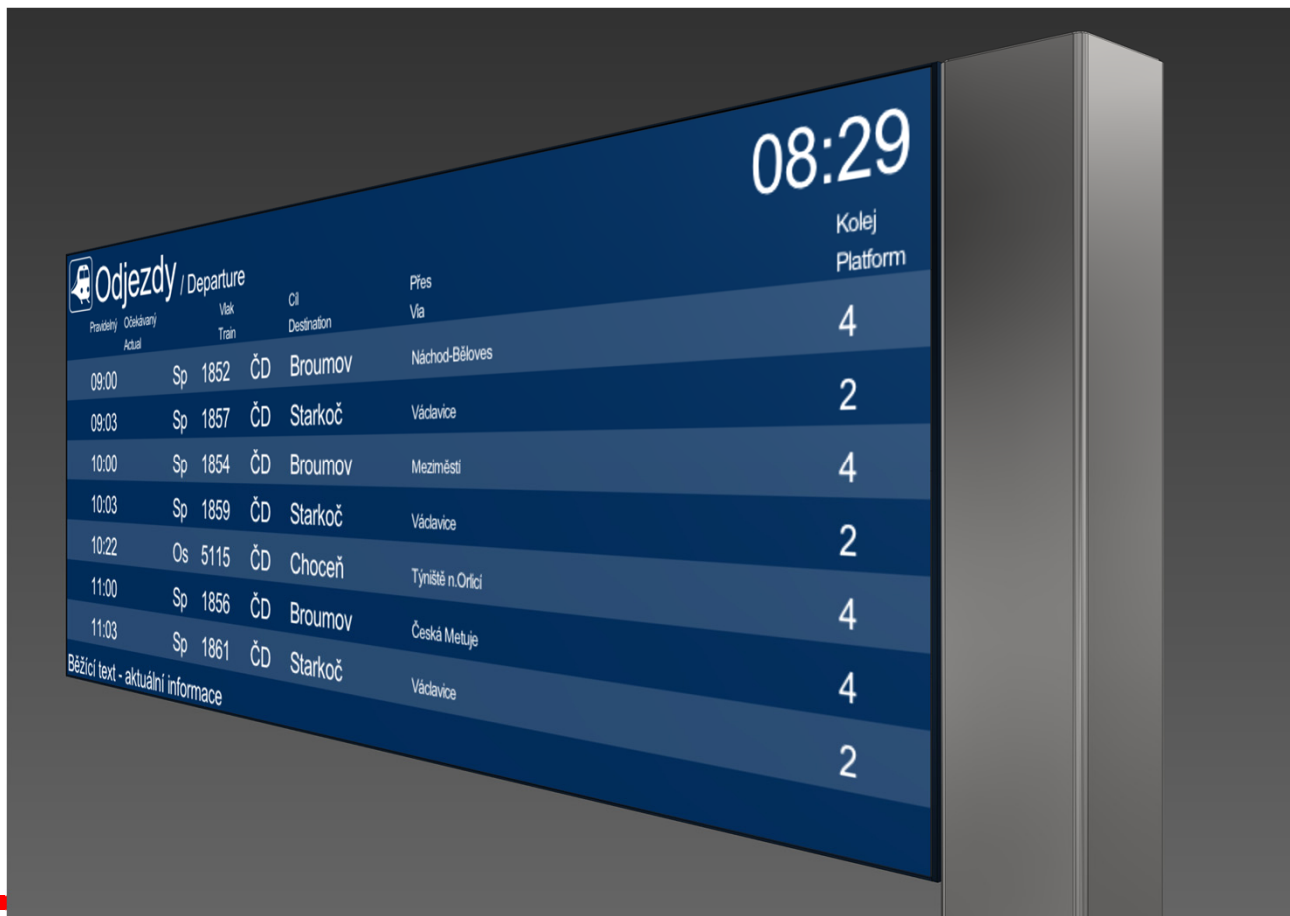 08:29
Odjezdy / Departure
Pravidelný Očekávaný Vlak Cíl Přes Kolej
Actual Train Destination Via Platform
09:00 Sp 1852 ČD Broumov Náchod-Běloves 4
09:03 Sp 1857 ČD Starkoč Václavice 2
10:00 Sp 1854 ČD Broumov Meziměstí 4
10:03 Sp 1859 ČD Starkoč Václavice 2
10:22 Os 5115 ČD Choceň Týniště n.Orlicí 4
11:00 Sp 1856 ČD Broumov Česká Metuje 4
11:03 Sp 1861 ČD Starkoč Václavice 2
Běžící text - aktuální informace